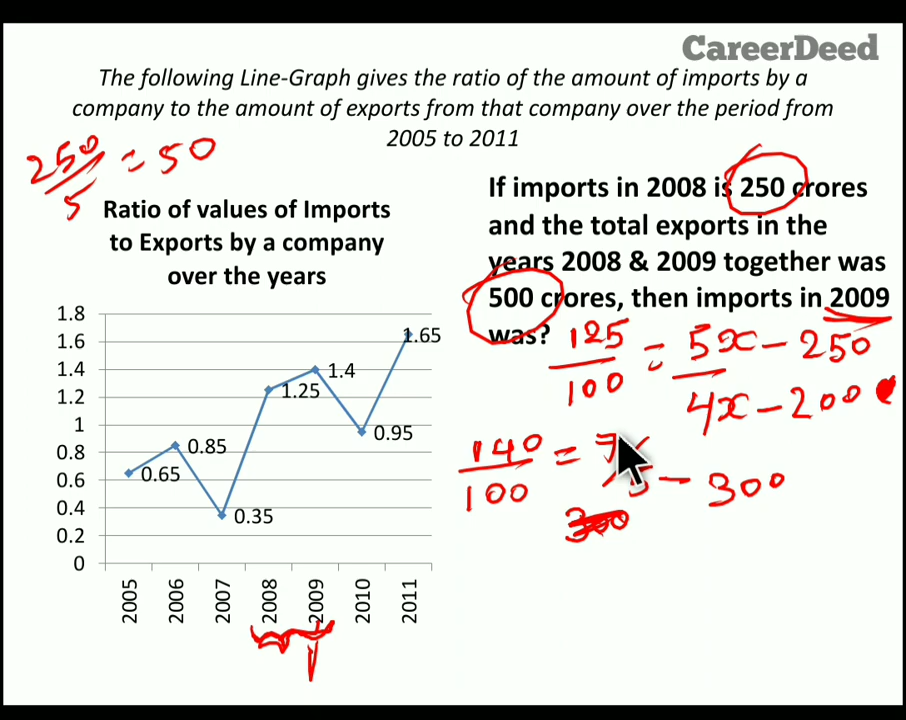 CareerDeed
The following Line-Graph gives the ratio of the amount of imports by a
company to the amount of exports from that company over the period from
2005 to 2011
250/5 = 50
Ratio of values of Imports
to Exports by a company
over the years
1.8
1.6
1.4
1.2
1
0.8
0.6
0.4
0.2
0
0.65
0.85
0.35
1.25
1.4
0.95
1.65
2005
2006
2007
2008
2009
2010
2011
If imports in 2008 is 250 crores
and the total exports in the
years 2008 & 2009 together was
500 crores, then imports in 2009
was?
125/100 = 5x - 250
4x - 200
140/100 = 7
5 - 300
300